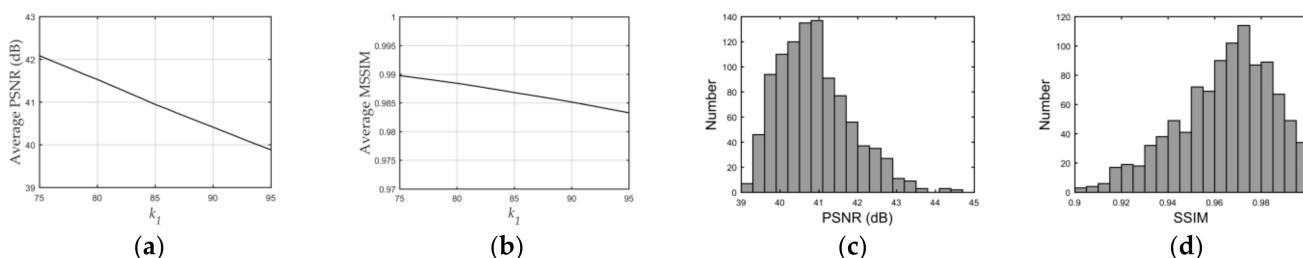 Average PSNR (dB)
43
42
41
40
39
75 80 85 90 95
k1
(a)
Average MSSIM
1
0.995
0.99
0.985
0.98
0.975
0.97
75 80 85 90 95
k1
(b)
Number
140
120
100
80
60
40
20
0
39 40 41 42 43 44 45
PSNR (dB)
(c)
Number
120
100
80
60
40
20
0
0.9 0.92 0.94 0.96 0.98
SSIM
(d)